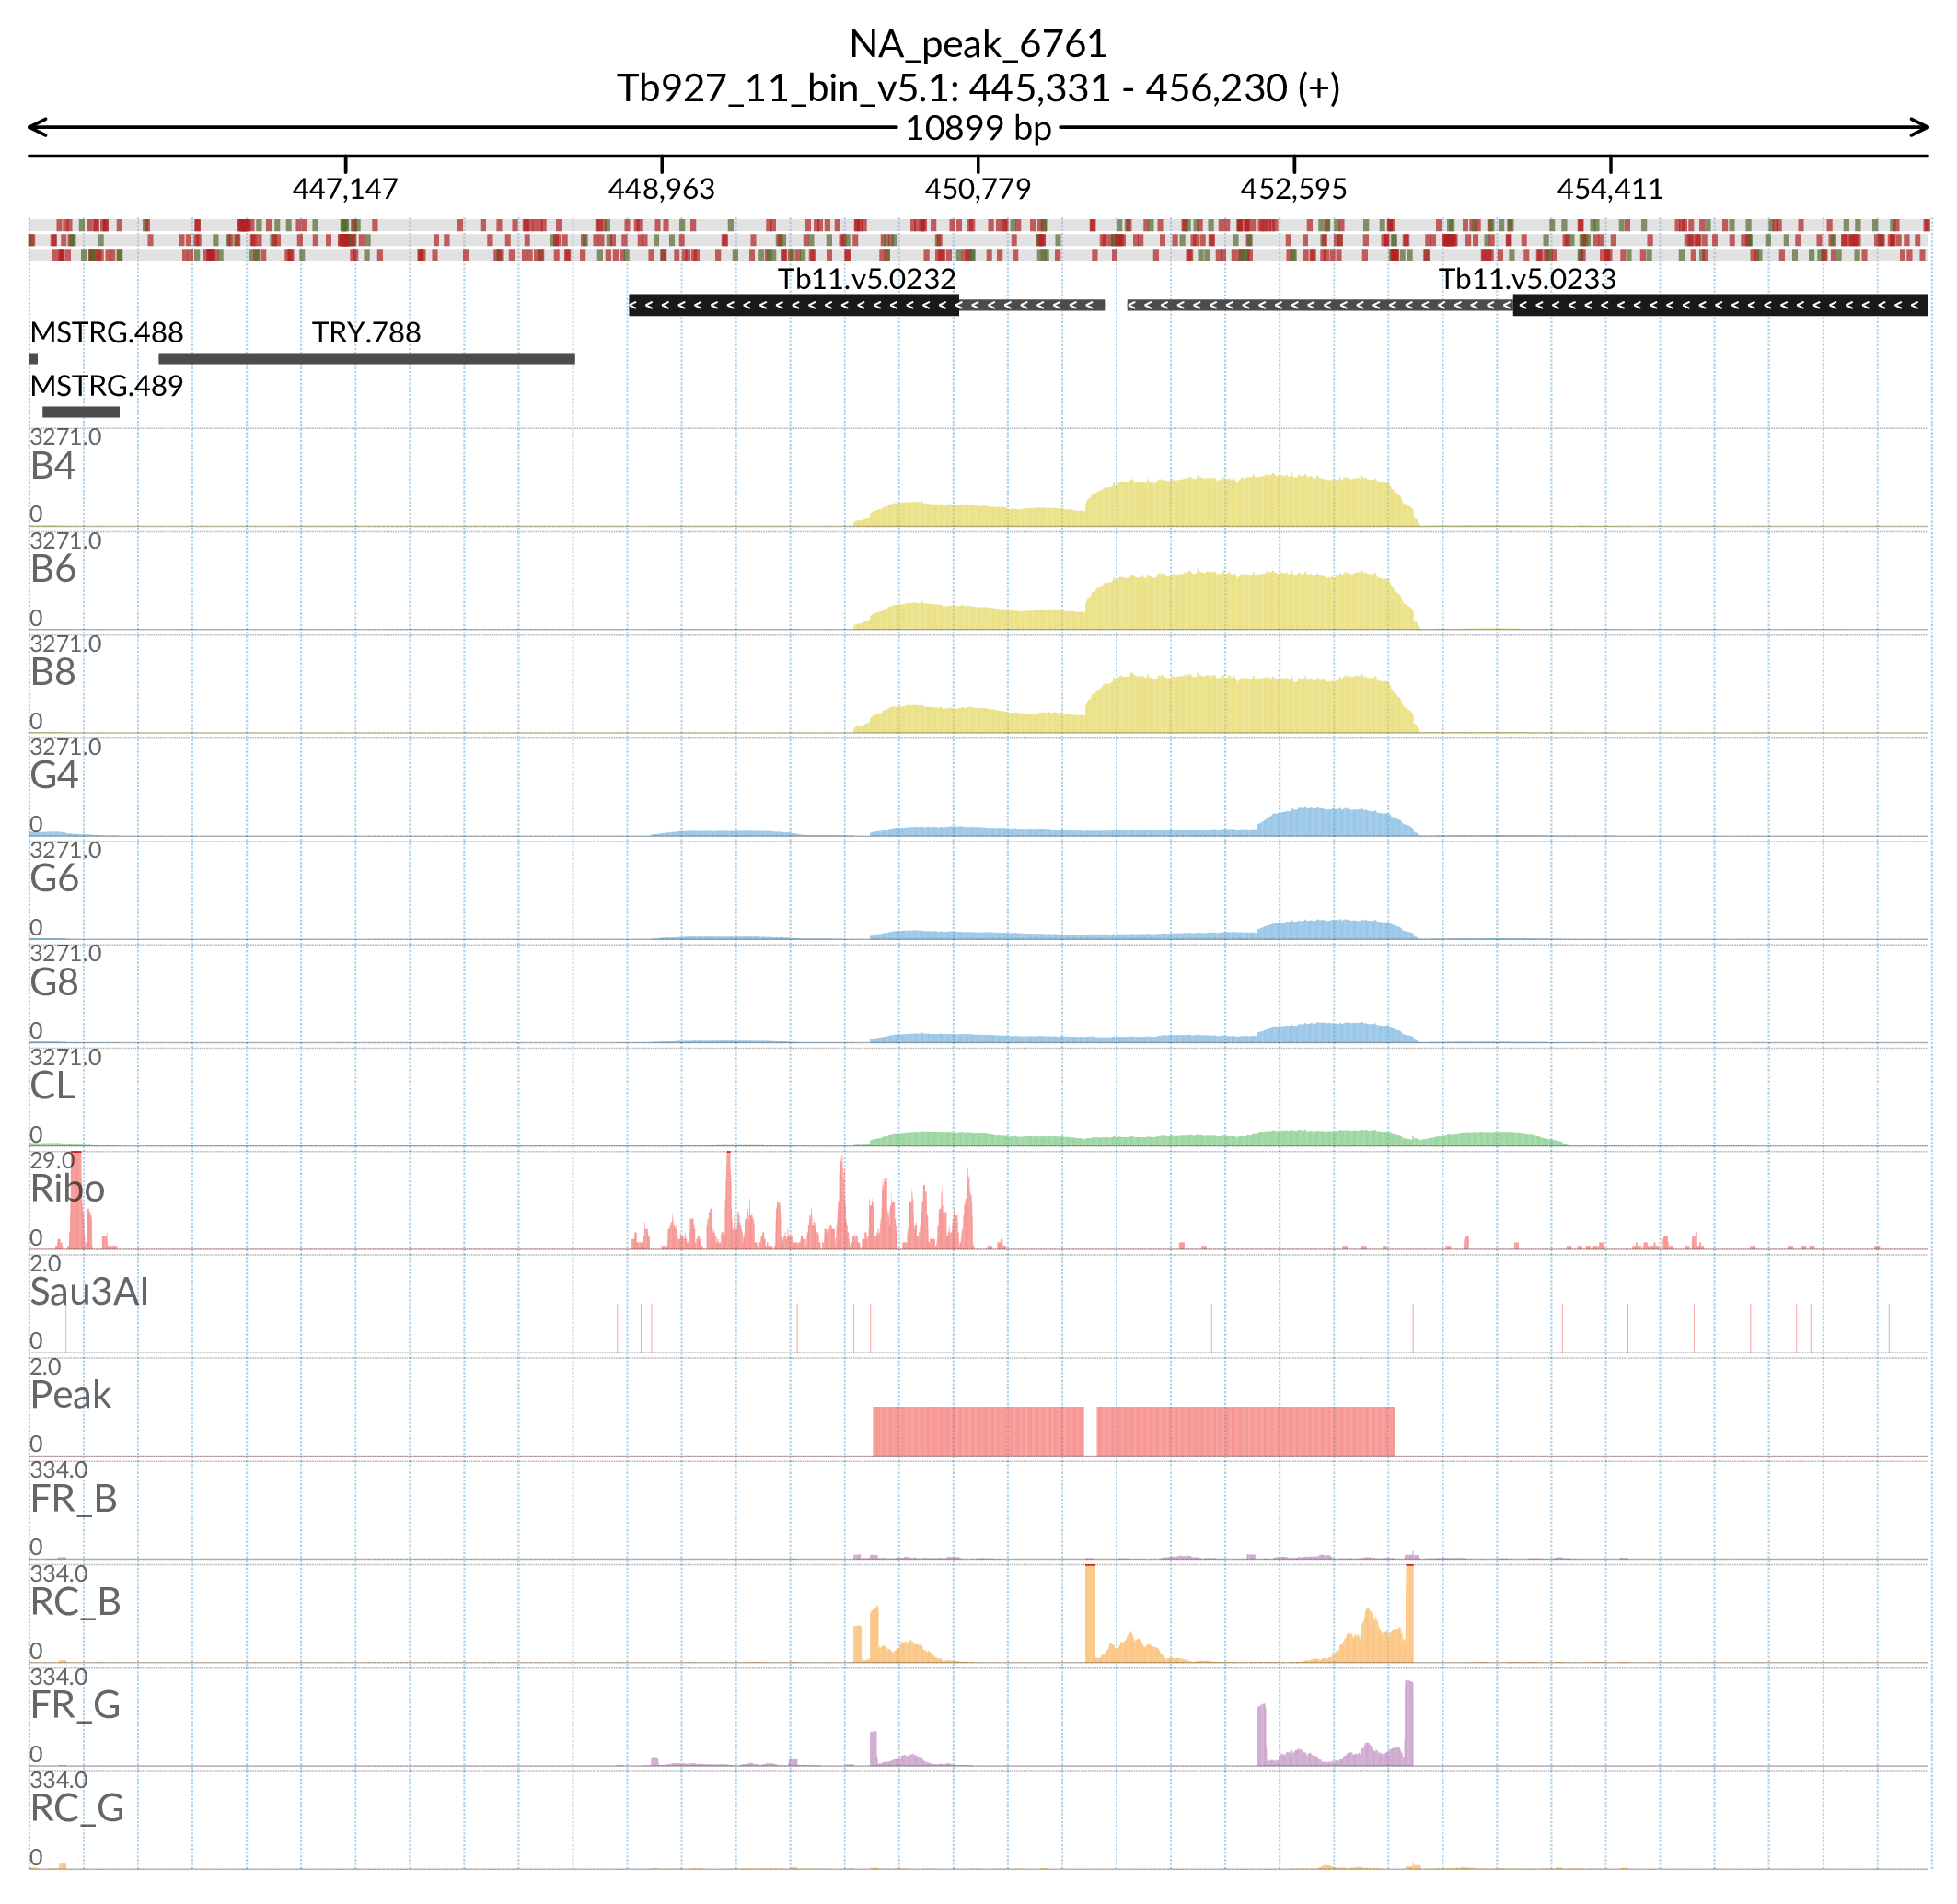 NA_peak_6761
Tb927_11_bin_v5.1: 445,331 - 456,230 (+)
10899 bp
447,147 448,963 450,779 452,595 454,411
Tb11.v5.0232 Tb11.v5.0233
MSTRG.488 TRY.788
MSTRG.489
3271.0
B4
0
3271.0
B6
0
3271.0
B8
0
3271.0
G4
0
3271.0
G6
0
3271.0
G8
0
3271.0
CL
0
29.0
Ribo
0
2.0
Sau3AI
0
2.0
Peak
0
334.0
FR_B
0
334.0
RC_B
0
334.0
FR_G
0
334.0
RC_G
0